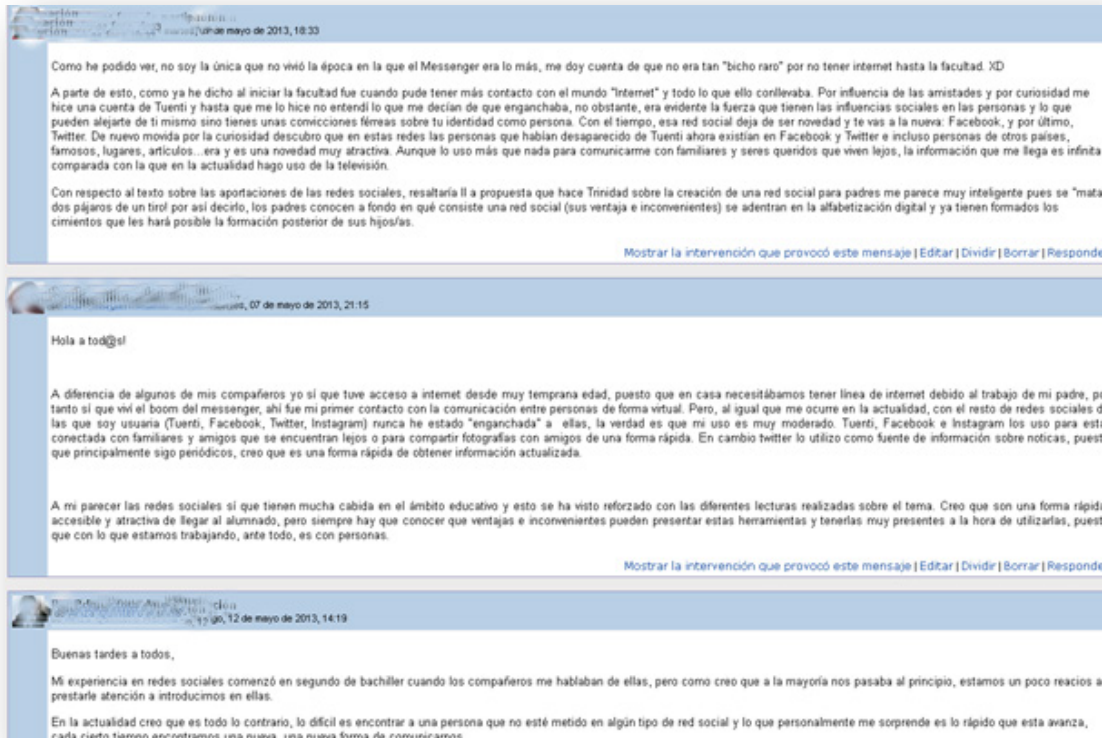 de mayo de 2013, 18:33
Como he podido ver, no soy la única que no vivió la época en la que el Messenger era lo más, me doy cuenta de que no era tan "bicho raro" por no tener internet hasta la facultad. XD
A parte de esto, como ya he dicho al iniciar la facultad fue cuando pude tener más contacto con el mundo "Internet" y todo lo que ello conllevaba. Por influencia de las amistades y por curiosidad me
hice una cuenta de Tuenti y hasta que me lo hice no entendí lo que me decían de que enganchaba, no obstante, era evidente la fuerza que tienen las influencias sociales en las personas y lo que
pueden alejarte de ti mismo sino tienes unas convicciones férreas sobre tu identidad como persona. Con el tiempo, esa red social deja de ser novedad y te vas a la nueva: Facebook, y por último,
Twitter. De nuevo movida por la curiosidad descubro que en estas redes las personas que habían desaparecido de Tuenti ahora existían en Facebook y Twitter e incluso personas de otros países,
famosos, lugares, artículos...era y es una novedad muy atractiva. Aunque lo uso más que nada para comunicarme con familiares y seres queridos que viven lejos, la información que me llega es infinita
comparada con la que en la actualidad hago uso de la televisión.
Con respecto al texto sobre las aportaciones de las redes sociales, resaltaría ll a propuesta que hace Trinidad sobre la creación de una red social para padres me parece muy inteligente pues se "mata
dos pájaros de un tiro! por así decirlo, los padres conocen a fondo en qué consiste una red social (sus ventaja e inconvenientes) se adentran en la alfabetización digital y ya tienen formados los
cimientos que les hará posible la formación posterior de sus hijos/as.
Mostrar la intervención que provocó este mensaje | Editar | Dividir | Borrar | Responde
07 de mayo de 2013, 21:15
Hola a tod@s!
A diferencia de algunos de mis compañeros yo sí que tuve acceso a internet desde muy temprana edad, puesto que en casa necesitábamos tener línea de internet debido al trabajo de mi padre, po
tanto sí que viví el boom del messenger, ahí fue mi primer contacto con la comunicación entre personas de forma virtual. Pero, al igual que me ocurre en la actualidad, con el resto de redes sociales d
las que soy usuaria (Tuenti, Facebook, Twitter, Instagram) nunca he estado "enganchada" a ellas, la verdad es que mi uso es muy moderado. Tuenti, Facebook e Instagram los uso para esta
conectada con familiares y amigos que se encuentran lejos o para compartir fotografías con amigos de una forma rápida. En cambio twitter lo utilizo como fuente de información sobre noticas, puest
que principalmente sigo periódicos, creo que es una forma rápida de obtener información actualizada.
A mi parecer las redes sociales sí que tienen mucha cabida en el ámbito educativo y esto se ha visto reforzado con las diferentes lecturas realizadas sobre el tema. Creo que son una forma rápida
accesible y atractiva de llegar al alumnado, pero siempre hay que conocer que ventajas e inconvenientes pueden presentar estas herramientas y tenerlas muy presentes a la hora de utilizarlas, puest
que con lo que estamos trabajando, ante todo, es con personas.
Mostrar la intervención que provocó este mensaje | Editar | Dividir | Borrar | Responde
12 de mayo de 2013, 14:19
Buenas tardes a todos,
Mi experiencia en redes sociales comenzó en segundo de bachiller cuando los compañeros me hablaban de ellas, pero como creo que a la mayoría nos pasaba al principio, estamos un poco reacios a
prestarle atención a introducirnos en ellas.
En la actualidad creo que es todo lo contrario, lo difícil es encontrar a una persona que no esté metido en algún tipo de red social y lo que personalmente me sorprende es lo rápido que esta avanza,
cada cierto tiempo encontramos una nueva, una nueva forma de comunicarnos